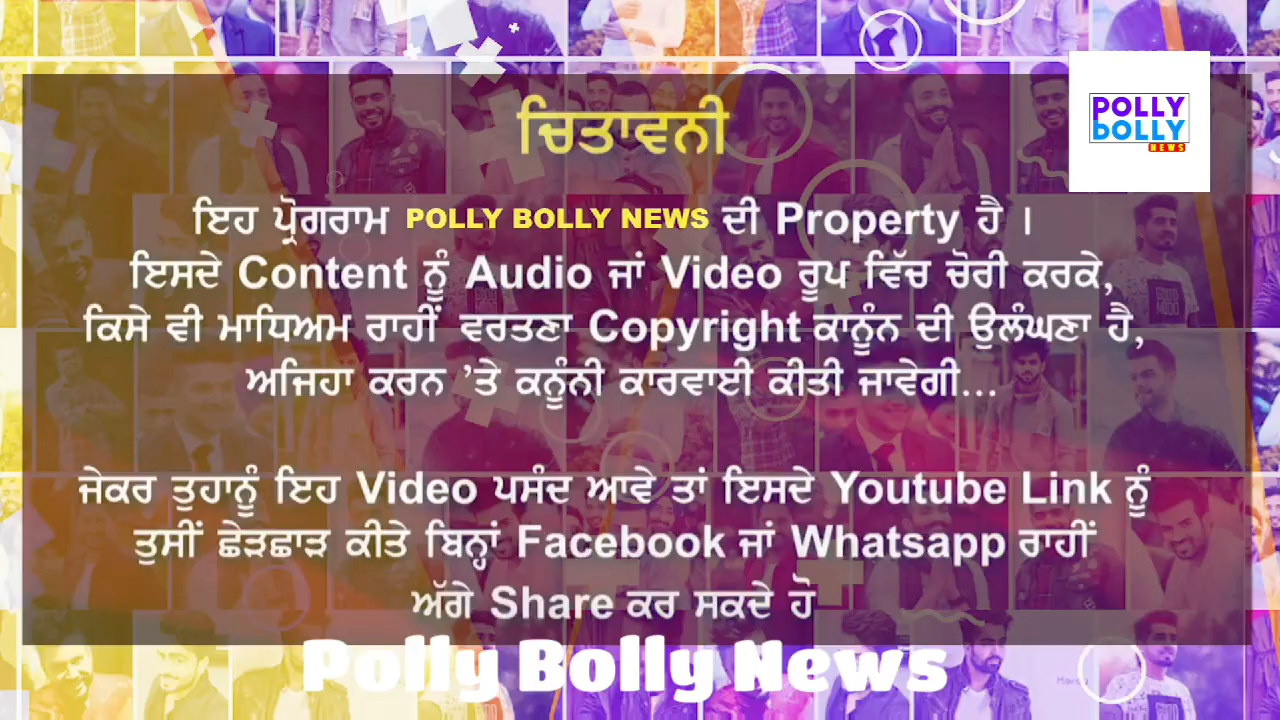 ਚਿਤਾਵਨੀ
POLLY
bOLLY
NEWS
ਇਹ ਪ੍ਰੋਗਰਾਮ POLLY BOLLY NEWS ਦੀ Property ਹੈ ।
ਇਸਦੇ Content ਨੂੰ Audio ਜਾਂ Video ਰੂਪ ਵਿੱਚ ਚੋਰੀ ਕਰਕੇ,
ਕਿਸੇ ਵੀ ਮਾਧਿਅਮ ਰਾਹੀਂ ਵਰਤਣਾ Copyright ਕਾਨੂੰਨ ਦੀ ਉਲੰਘਣਾ ਹੈ,
ਅਜਿਹਾ ਕਰਨ ’ਤੇ ਕਨੂੰਨੀ ਕਾਰਵਾਈ ਕੀਤੀ ਜਾਵੇਗੀ...
ਜੇਕਰ ਤੁਹਾਨੂੰ ਇਹ Video ਪਸੰਦ ਆਵੇ ਤਾਂ ਇਸਦੇ Youtube Link ਨੂੰ
ਤੁਸੀਂ ਛੇੜਛਾੜ ਕੀਤੇ ਬਿਨ੍ਹਾਂ Facebook ਜਾਂ Whatsapp ਰਾਹੀਂ
ਅੱਗੇ Share ਕਰ ਸਕਦੇ ਹੋ
Polly Bolly News